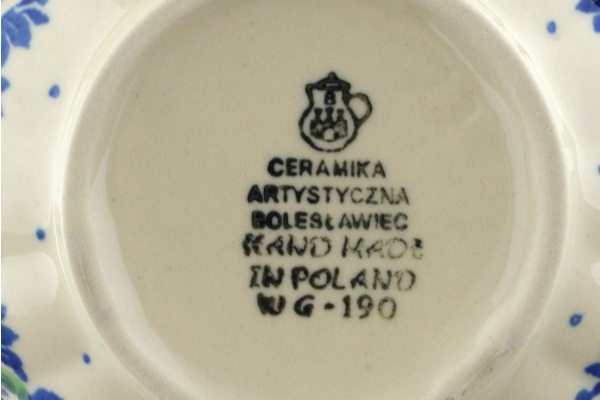 B
CERAMIKA
ARTYSTYCZNA
BOLESŁAWIEC
HAND MADE
IN POLAND
WG-190